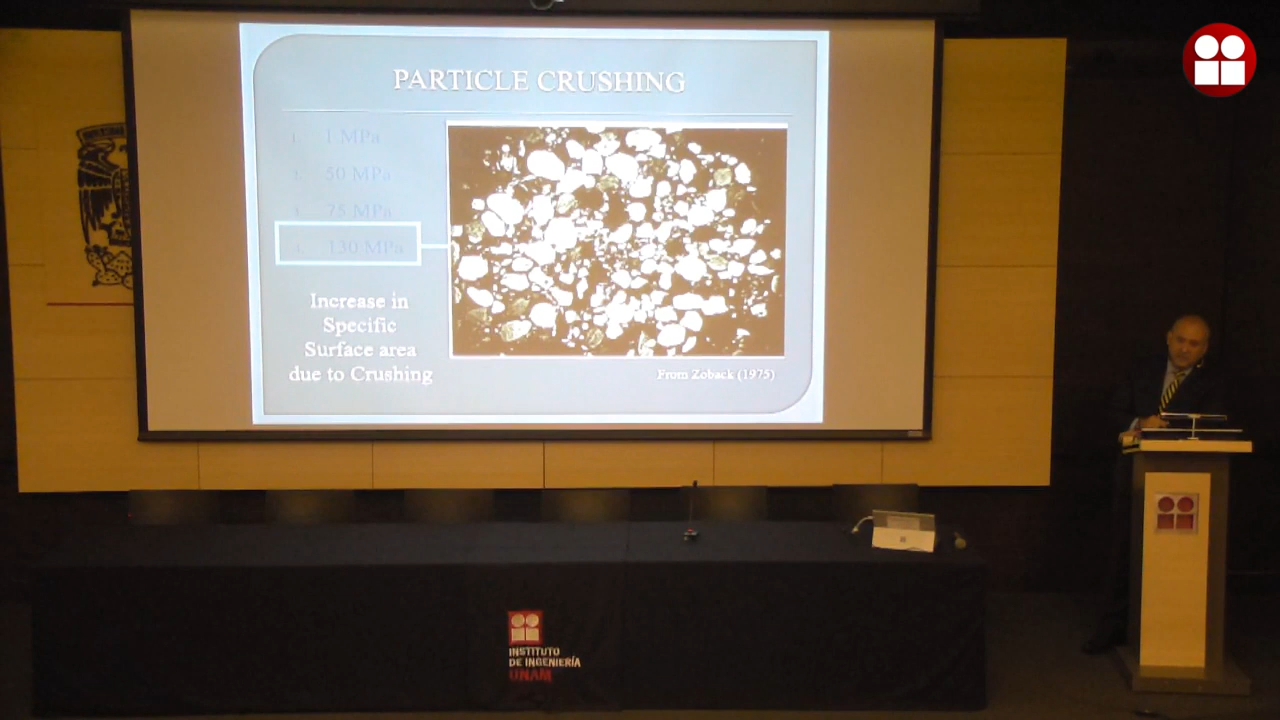 PARTICLE CRUSHING
1 MPa
50 MPa
75 MPa
130 MPa
Increase in
Specific
Surface area
due to Crushing
From Zoback (1975)
INSTITUTO
DE INGENIERÍA
UNAM